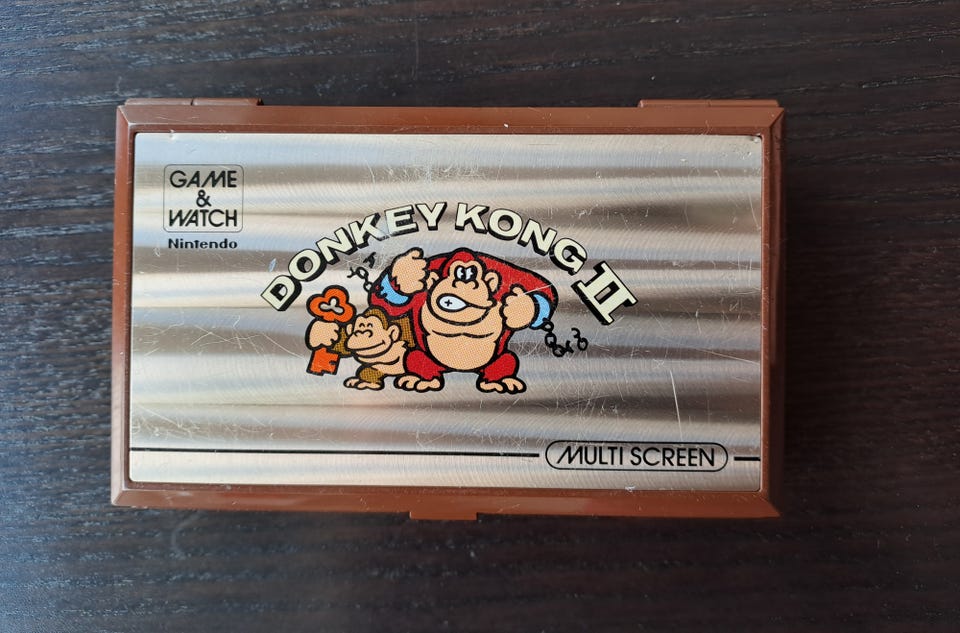 GAME
&
WATCH
Nintendo
DONKEY KONG II
MULTI SCREEN